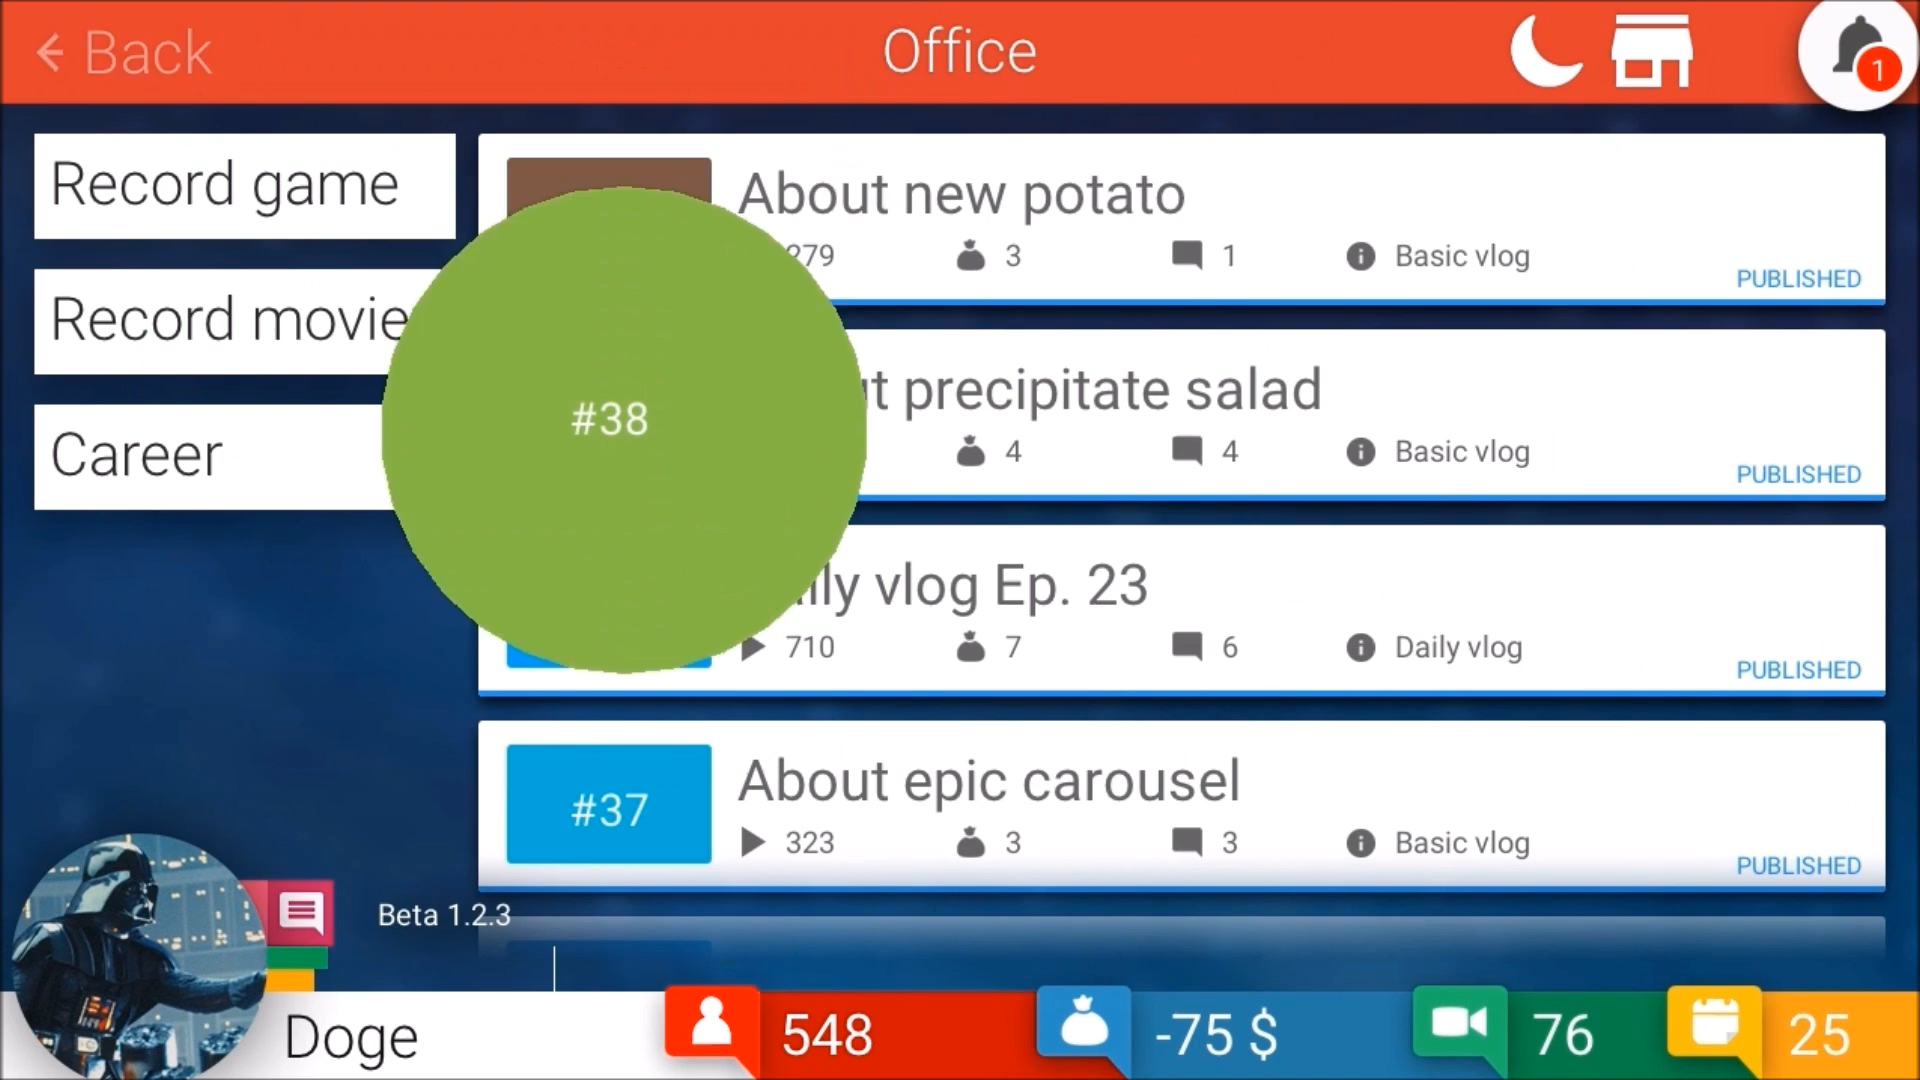 Back
Office
1
Record game
Record movie
Career
About new potato
279 3 1 Basic vlog
PUBLISHED
#38
precipitate salad
4 4 Basic vlog
PUBLISHED
vlog Ep. 23
710 7 6 Daily vlog
PUBLISHED
#37
About epic carousel
323 3 3 Basic vlog
PUBLISHED
Beta 1.2.3
Doge
548
-75 $
76
25